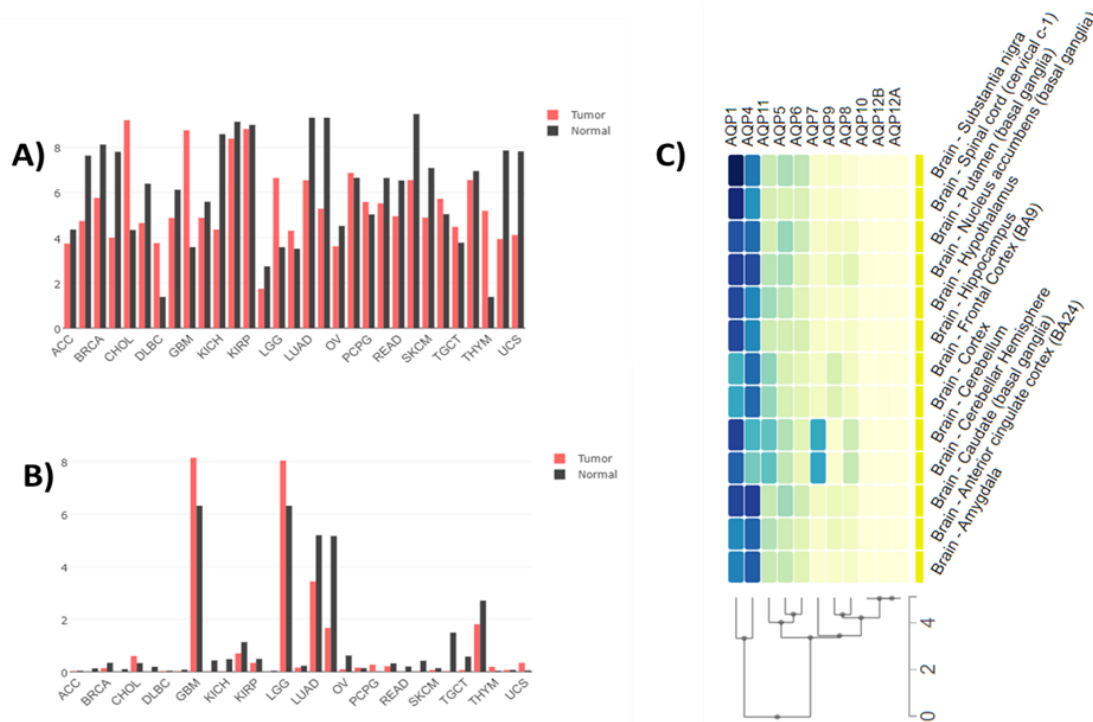 A)
8
6
4
2
0
ACC
BRCA
CHOL
DLBC
GBM
KICH
KIRP
LGG
LUAD
OV
PCPG
READ
SKCM
TGCT
THYM
UCS
Tumor
Normal
B)
8
6
4
2
0
ACC
BRCA
CHOL
DLBC
GBM
KICH
KIRP
LGG
LUAD
OV
PCPG
READ
SKCM
TGCT
THYM
UCS
Tumor
Normal
C)
AQP1
AQP4
AQP11
AQP5
AQP6
AQP7
AQP9
AQP8
AQP10
AQP12B
AQP12A
Brain - Substantia nigra
Brain - Spinal cord (cervical c-1)
Brain - Putamen (basal ganglia)
Brain - Nucleus accumbens (basal ganglia)
Brain - Hypothalamus
Brain - Hippocampus
Brain - Frontal Cortex (BA9)
Brain - Cortex
Brain - Cerebellum
Brain - Cerebellar Hemisphere
Brain - Caudate (basal ganglia)
Brain - Anterior cingulate cortex (BA24)
Brain - Amygdala
4
2
0